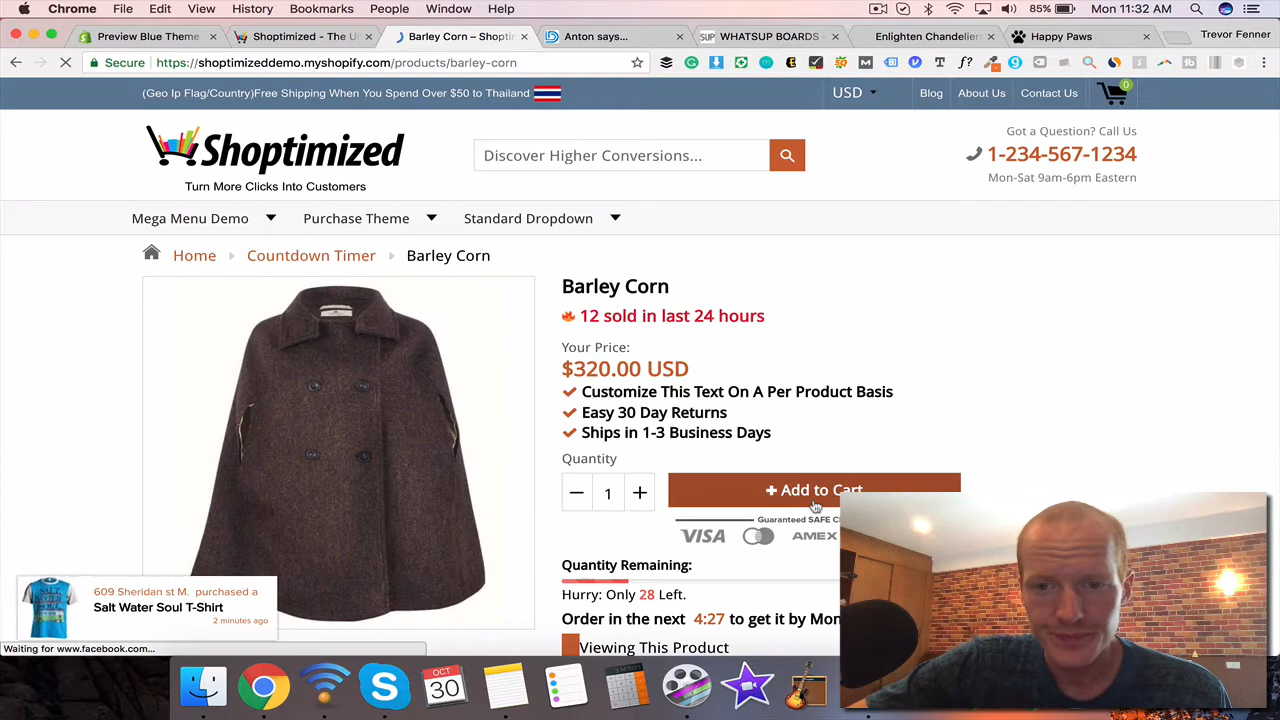 Chrome File Edit View History Bookmarks People Window Help 85% Mon 11:32 AM
Preview Blue Theme Shoptimized - The U Barley Corn – Shopti Anton says... WHATSUP BOARDS - Enlighten Chandeliers Happy Paws Trevor Fenner
Secure https://shoptimizeddemo.myshopify.com/products/barley-corn
(Geo Ip Flag/Country)Free Shipping When You Spend Over $50 to Thailand USD Blog About Us Contact Us 0
Got a Question? Call Us
Shoptimized Discover Higher Conversions... 1-234-567-1234
Turn More Clicks Into Customers Mon-Sat 9am-6pm Eastern
Mega Menu Demo Purchase Theme Standard Dropdown
Home Countdown Timer Barley Corn
Barley Corn
12 sold in last 24 hours
Your Price:
$320.00 USD
Customize This Text On A Per Product Basis
Easy 30 Day Returns
Ships in 1-3 Business Days
Quantity
1 + Add to Cart
Guaranteed SAFE
VISA MasterCard AMEX
Quantity Remaining:
Hurry: Only 28 Left.
Order in the next 4:27 to get it by Mon
Viewing This Product
609 Sheridan st M. purchased a
Salt Water Soul T-Shirt
2 minutes ago
Waiting for www.facebook.com...
OCT
30